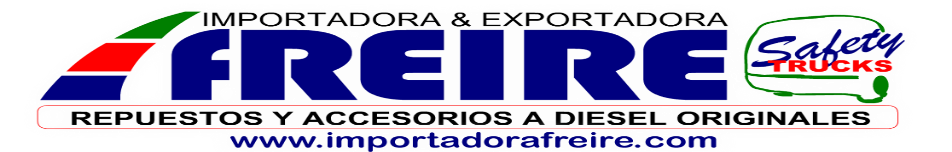 IMPORTADORA & EXPORTADORA
FREIRE
Safety
TRUCKS
REPUESTOS Y ACCESORIOS A DIESEL ORIGINALES
www.importadorafreire.com